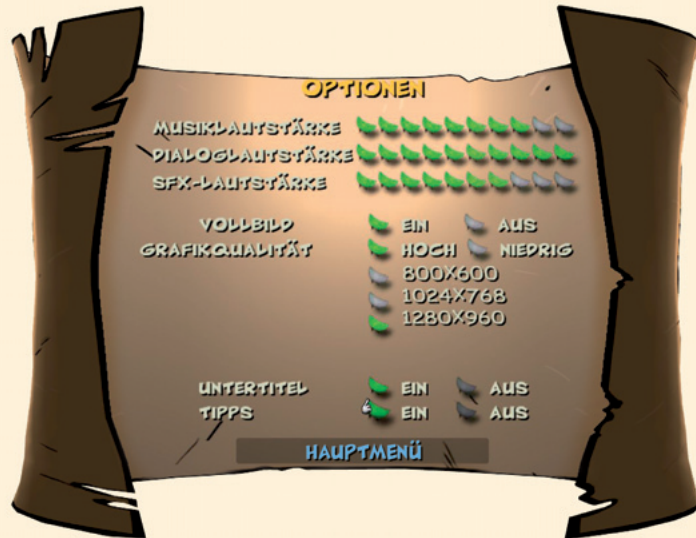 OPTIONEN
MUSIKLAUTSTÄRKE
DIALOGLAUTSTÄRKE
SFX-LAUTSTÄRKE
VOLLBILD EIN AUS
GRAFIKQUALITÄT HOCH NIEDRIG
800X600
1024X768
1280X960
UNTERTITEL EIN AUS
TIPPS EIN AUS
HAUPTMENÜ